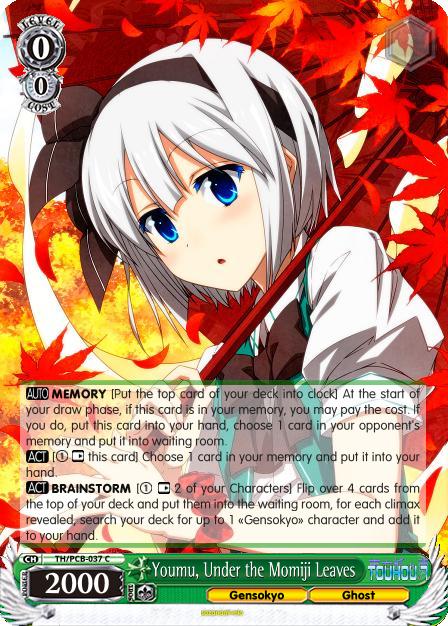 LEVEL
0
0
COST
AUTO MEMORY [Put the top card of your deck into clock] At the start
of your draw phase, if this card is in your memory, you may pay the cost. If
you do, put this card into your hand, choose 1 card in your opponent's
memory and put it into waiting room.
ACT [① this card] Choose 1 card in your memory and put it into your
hand.
ACT BRAINSTORM [① 2 of your Characters] Flip over 4 cards from
the top of your deck and put them into the waiting room, for each climax
revealed, search your deck for up to 1 «Gensokyo» character and add it
to your hand.
CH TH/PCB-037 C
POWER 2000 SOUL
Youmu, Under the Momiji Leaves
TOUHOU
Gensokyo Ghost